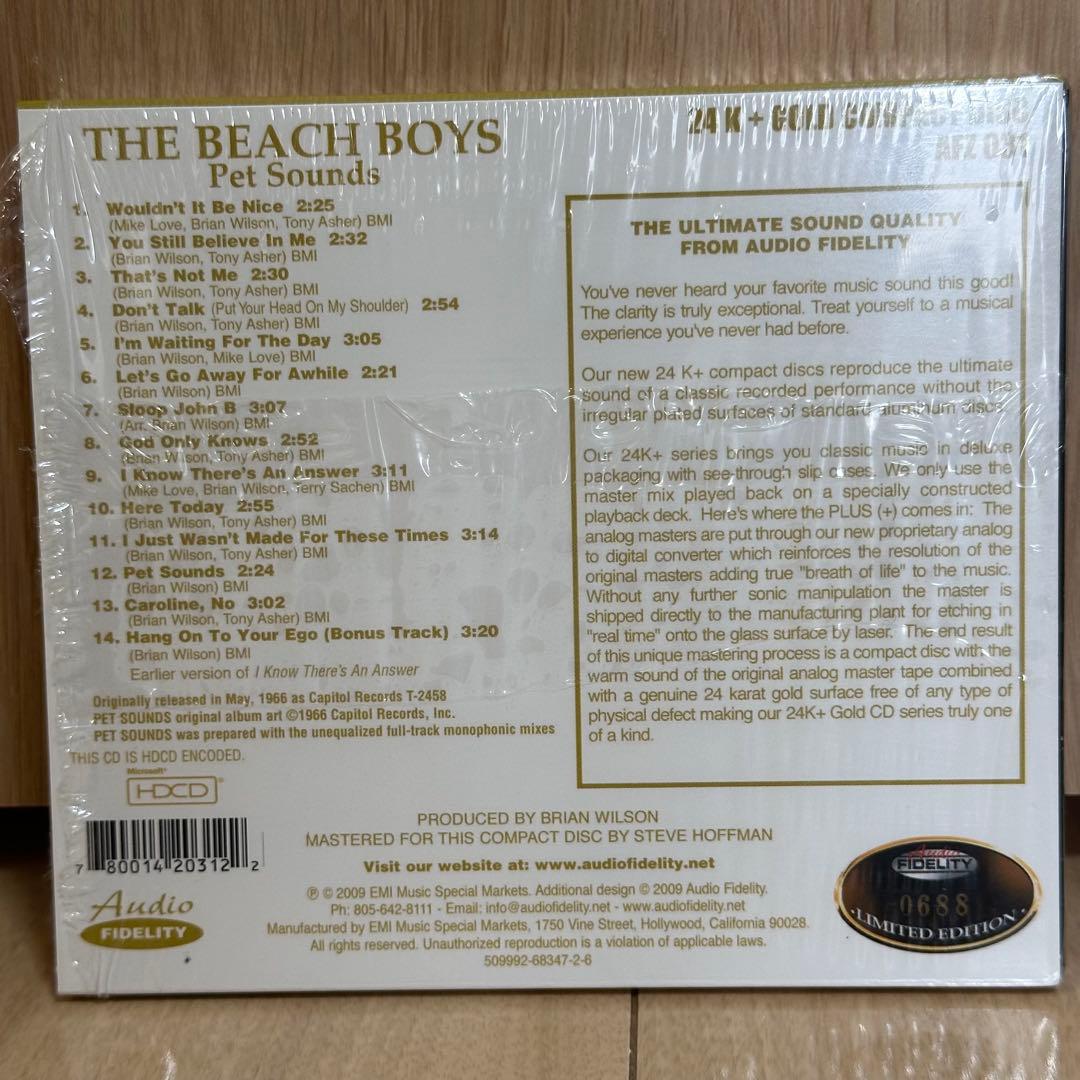 THE BEACH BOYS
Pet Sounds
1. Wouldn't It Be Nice 2:25
(Mike Love, Brian Wilson, Tony Asher) BMI
2. You Still Believe In Me 2:32
(Brian Wilson, Tony Asher) BMI
3. That's Not Me 2:30
(Brian Wilson, Tony Asher) BMI
4. Don't Talk (Put Your Head On My Shoulder) 2:54
(Brian Wilson, Tony Asher) BMI
5. I'm Waiting For The Day 3:05
(Brian Wilson, Mike Love) BMI
6. Let's Go Away For Awhile 2:21
(Brian Wilson) BMI
7. Sloop John B 3:07
(Arr. Brian Wilson) BMI
8. God Only Knows 2:52
(Brian Wilson, Tony Asher) BMI
9. I Know There's An Answer 3:11
(Mike Love, Brian Wilson, Terry Sachen) BMI
10. Here Today 2:55
(Brian Wilson, Tony Asher) BMI
11. I Just Wasn't Made For These Times 3:14
(Brian Wilson, Tony Asher) BMI
12. Pet Sounds 2:24
(Brian Wilson) BMI
13. Caroline, No 3:02
(Brian Wilson, Tony Asher) BMI
14. Hang On To Your Ego (Bonus Track) 3:20
(Brian Wilson) BMI
Earlier version of I Know There's An Answer
Originally released in May, 1966 as Capitol Records T-2458
PET SOUNDS original album art ©1966 Capitol Records, Inc.
PET SOUNDS was prepared with the unequalized full-track monophonic mixes
THIS CD IS HDCD ENCODED.
Microsoft®
HDCD®
24 K + GOLD COMPACT DISC
AFZ 031
THE ULTIMATE SOUND QUALITY
FROM AUDIO FIDELITY
You've never heard your favorite music sound this good!
The clarity is truly exceptional. Treat yourself to a musical
experience you've never had before.
Our new 24 K+ compact discs reproduce the ultimate
sound of a classic recorded performance without the
irregular plated surfaces of standard aluminum discs.
Our 24K+ series brings you classic music in deluxe
packaging with see-through slip cases. We only use the
master mix played back on a specially constructed
playback deck. Here's where the PLUS (+) comes in: The
analog masters are put through our new proprietary analog
to digital converter which reinforces the resolution of the
original masters adding true "breath of life" to the music.
Without any further sonic manipulation the master is
shipped directly to the manufacturing plant for etching in
"real time" onto the glass surface by laser. The end result
of this unique mastering process is a compact disc with the
warm sound of the original analog master tape combined
with a genuine 24 karat gold surface free of any type of
physical defect making our 24K+ Gold CD series truly one
of a kind.
7 80014 20312 2
Audio
FIDELITY
PRODUCED BY BRIAN WILSON
MASTERED FOR THIS COMPACT DISC BY STEVE HOFFMAN
Visit our website at: www.audiofidelity.net
℗ © 2009 EMI Music Special Markets. Additional design © 2009 Audio Fidelity.
Ph: 805-642-8111 - Email: info@audiofidelity.net - www.audiofidelity.net
Manufactured by EMI Music Special Markets, 1750 Vine Street, Hollywood, California 90028.
All rights reserved. Unauthorized reproduction is a violation of applicable laws.
509992-68347-2-6
Audio
FIDELITY
0688
·LIMITED EDITION·